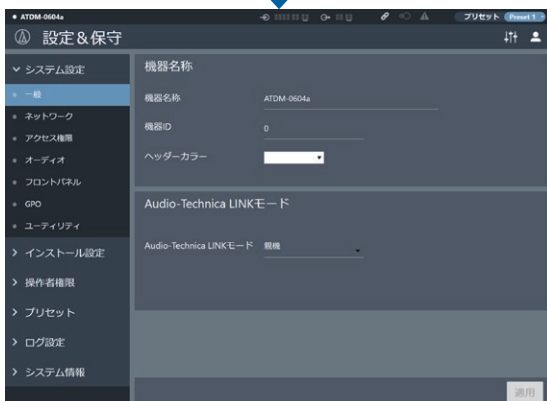 ATDM-0604a
プリセット Preset 1
設定&保守
システム設定
一般
ネットワーク
アクセス権限
オーディオ
フロントパネル
GPO
ユーティリティ
インストール設定
操作者権限
プリセット
ログ設定
システム情報
機器名称
機器名称 ATDM-0604a
機器ID 0
ヘッダーカラー
Audio-Technica LINKモード
Audio-Technica LINKモード 親機
適用